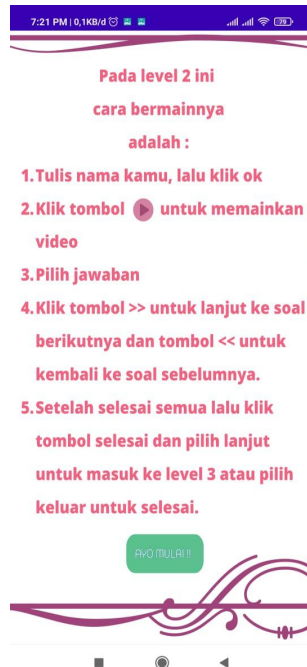 7:21 PM | 0,1KB/d
79
Pada level 2 ini
cara bermainnya
adalah :
1.Tulis nama kamu, lalu klik ok
2.Klik tombol untuk memainkan
video
3.Pilih jawaban
4.Klik tombol >> untuk lanjut ke soal
berikutnya dan tombol << untuk
kembali ke soal sebelumnya.
5.Setelah selesai semua lalu klik
tombol selesai dan pilih lanjut
untuk masuk ke level 3 atau pilih
keluar untuk selesai.
AYO MULAI !!